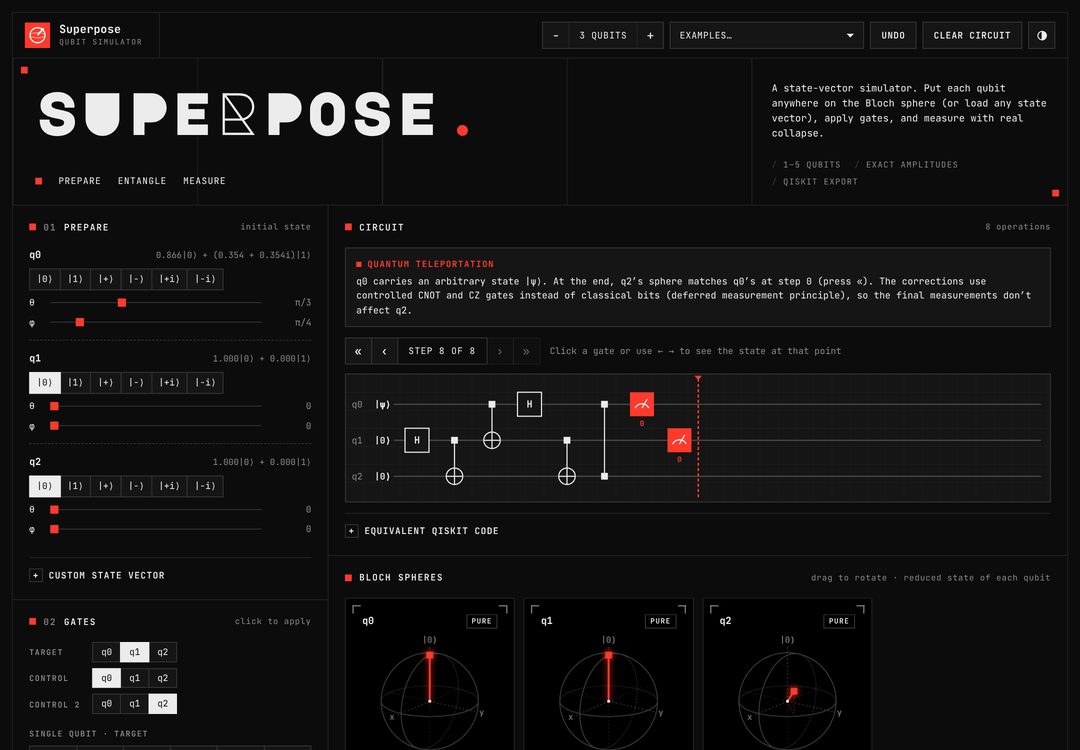 Superpose
QUBIT SIMULATOR
– 3 QUBITS +
EXAMPLES…
UNDO
CLEAR CIRCUIT
SUPERPOSE.
PREPARE ENTANGLE MEASURE
A state-vector simulator. Put each qubit
anywhere on the Bloch sphere (or load any state
vector), apply gates, and measure with real
collapse.
/ 1–5 QUBITS / EXACT AMPLITUDES
/ QISKIT EXPORT
01 PREPARE initial state
q0 0.866|0⟩ + (0.354 + 0.354i)|1⟩
|0⟩ |1⟩ |+⟩ |-⟩ |+i⟩ |-i⟩
θ π/3
φ π/4
q1 1.000|0⟩ + 0.000|1⟩
|0⟩ |1⟩ |+⟩ |-⟩ |+i⟩ |-i⟩
θ 0
φ 0
q2 1.000|0⟩ + 0.000|1⟩
|0⟩ |1⟩ |+⟩ |-⟩ |+i⟩ |-i⟩
θ 0
φ 0
+ CUSTOM STATE VECTOR
02 GATES click to apply
TARGET q0 q1 q2
CONTROL q0 q1 q2
CONTROL 2 q0 q1 q2
SINGLE QUBIT · TARGET
CIRCUIT 8 operations
QUANTUM TELEPORTATION
q0 carries an arbitrary state |ψ⟩. At the end, q2’s sphere matches q0’s at step 0 (press «). The corrections use
controlled CNOT and CZ gates instead of classical bits (deferred measurement principle), so the final measurements don’t
affect q2.
« ‹ STEP 8 OF 8 › » Click a gate or use ← → to see the state at that point
q0 |ψ⟩ H
0
q1 |0⟩ H
0
q2 |0⟩
+ EQUIVALENT QISKIT CODE
BLOCH SPHERES drag to rotate · reduced state of each qubit
q0 PURE
|0⟩
x y
q1 PURE
|0⟩
x y
q2 PURE
|0⟩
x y